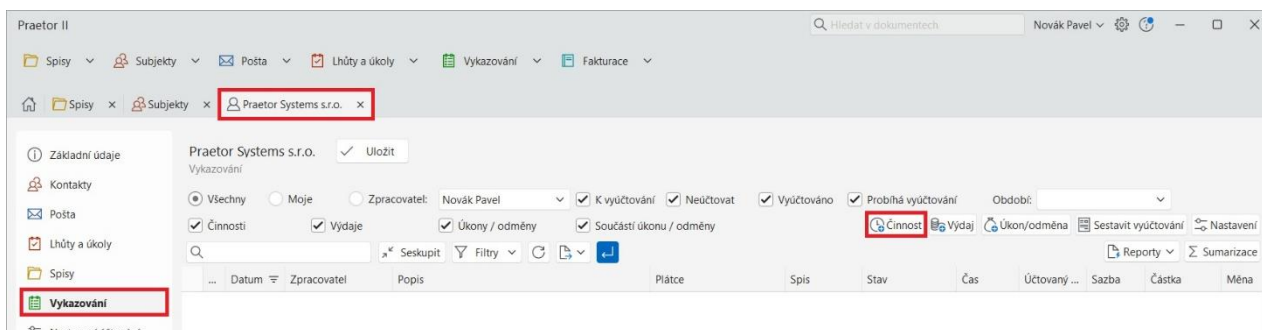 Praetor II Hledat v dokumentech Novák Pavel
Spisy Subjekty Pošta Lhůty a úkoly Vykazování Fakturace
Spisy Subjekty Praetor Systems s.r.o.
Základní údaje
Kontakty
Pošta
Lhůty a úkoly
Spisy
Vykazování
Praetor Systems s.r.o. Uložit
Vykazování
Všechny Moje Zpracovatel: Novák Pavel K vyúčtování Neúčtovat Vyúčtováno Probíhá vyúčtování Období:
Činnosti Výdaje Úkony / odměny Součástí úkonu / odměny Činnost Výdaj Úkon/odměna Sestavit vyúčtování Nastavení
Seskupit Filtry Reporty Sumarizace
... Datum Zpracovatel Popis Plátce Spis Stav Čas Účtovaný ... Sazba Částka Měna